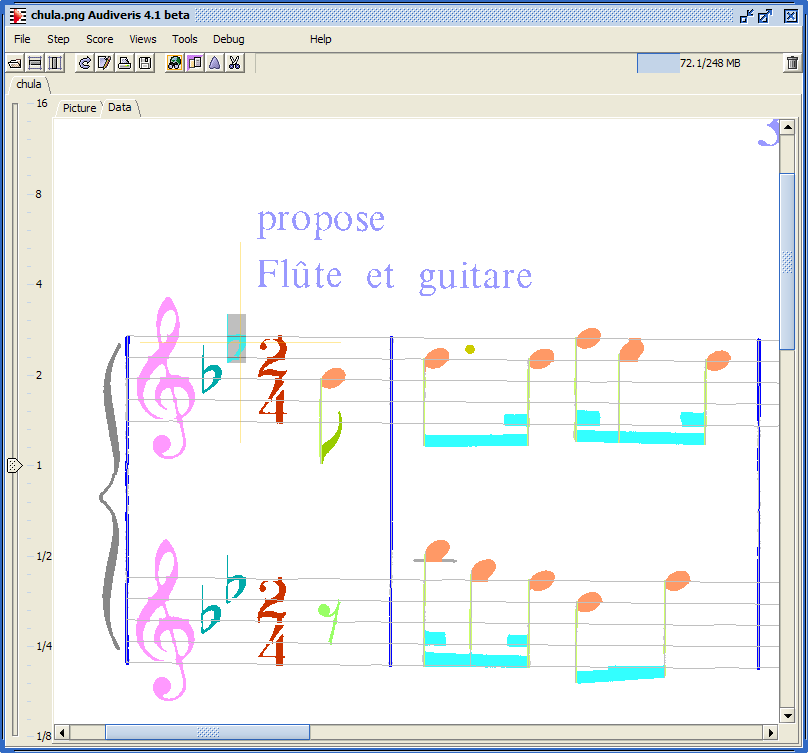 chula.png Audiveris 4.1 beta
File Step Score Views Tools Debug Help
72.1/248 MB
chula
Picture Data
16
8
4
2
1
1/2
1/4
1/8
propose
Flûte et guitare
2
4
2
4